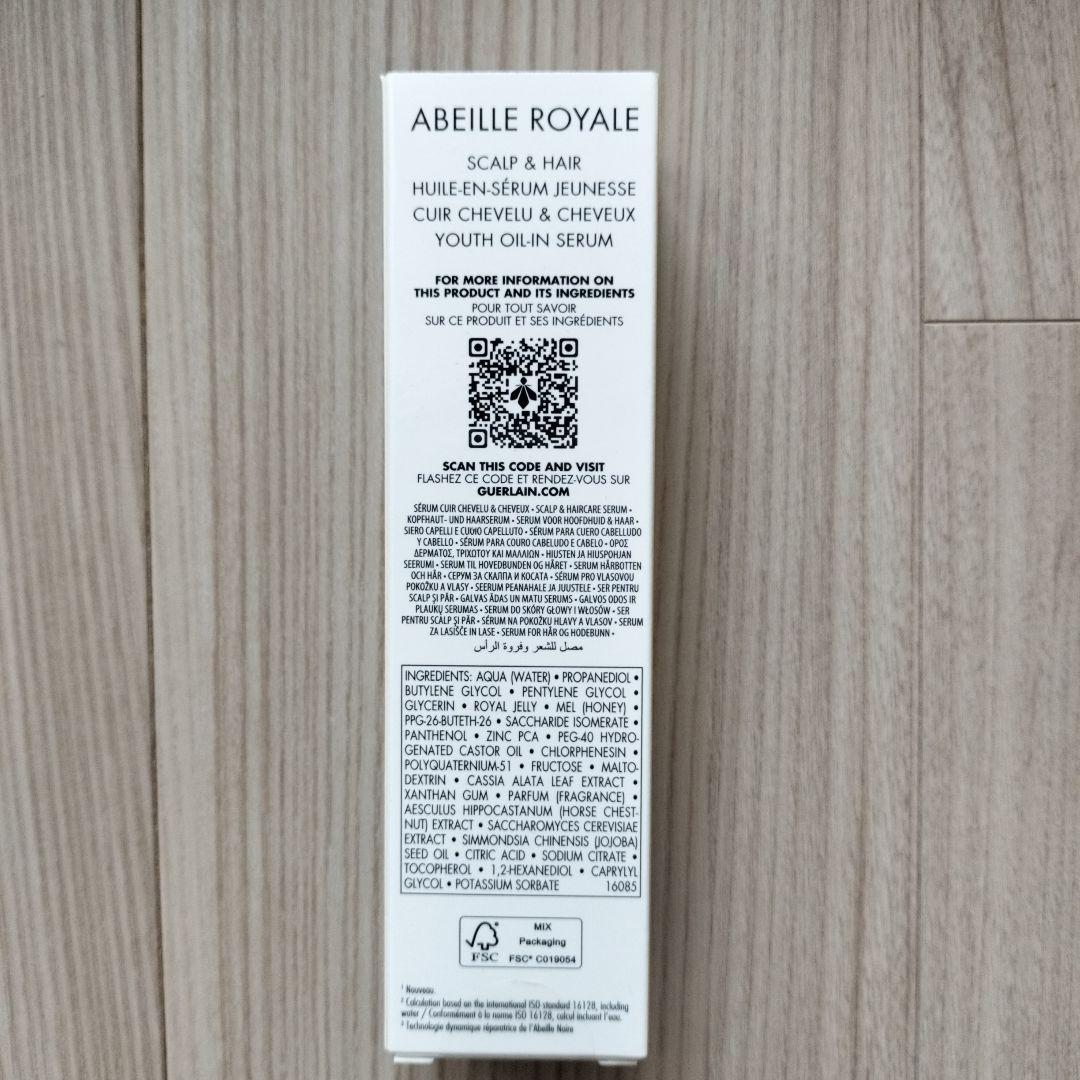 ABEILLE ROYALE
SCALP & HAIR
HUILE-EN-SÉRUM JEUNESSE
CUIR CHEVELU & CHEVEUX
YOUTH OIL-IN SERUM
FOR MORE INFORMATION ON
THIS PRODUCT AND ITS INGREDIENTS
POUR TOUT SAVOIR
SUR CE PRODUIT ET SES INGRÉDIENTS
SCAN THIS CODE AND VISIT
FLASHEZ CE CODE ET RENDEZ-VOUS SUR
GUERLAIN.COM
SÉRUM CUIR CHEVELU & CHEVEUX • SCALP & HAIRCARE SERUM •
KOPFHAUT- UND HAARSERUM • SERUM VOOR HOOFDHUID & HAAR •
SIERO CAPELLI E CUOIO CAPELLUTO • SÉRUM PARA CUERO CABELLUDO
Y CABELLO • SÉRUM PARA COURO CABELUDO E CABELO • ΟΡΟΣ
ΔΕΡΜΑΤΟΣ, ΤΡΙΧΩΤΟΥ ΚΑΙ ΜΑΛΛΙΩΝ • HIUSTEN JA HIUSPOHJAN
SEERUMI • SERUM TIL HOVEDBUNDEN OG HÅRET • SERUM HÅRBOTTEN
OCH HÅR • СЕРУМ ЗА СКАЛПА И КОСАТА • SÉRUM PRO VLASOVOU
POKOŽKU A VLASY • SEERUM PEANAHALE JA JUUSTELE • SER PENTRU
SCALP ȘI PĂR • GALVAS ĀDAS UN MATU SERUMS • GALVOS ODOS IR
PLAUKŲ SERUMAS • SERUM DO SKÓRY GŁOWY I WŁOSÓW • SER
PENTRU SCALP ȘI PĂR • SÉRUM NA POKOŽKU HLAVY A VLASOV • SERUM
ZA LASIŠČE IN LASE • SERUM FOR HÅR OG HODEBUNN •
مصل للشعر وفروة الرأس
INGREDIENTS: AQUA (WATER) • PROPANEDIOL •
BUTYLENE GLYCOL • PENTYLENE GLYCOL •
GLYCERIN • ROYAL JELLY • MEL (HONEY) •
PPG-26-BUTETH-26 • SACCHARIDE ISOMERATE •
PANTHENOL • ZINC PCA • PEG-40 HYDRO-
GENATED CASTOR OIL • CHLORPHENESIN •
POLYQUATERNIUM-51 • FRUCTOSE • MALTO-
DEXTRIN • CASSIA ALATA LEAF EXTRACT •
XANTHAN GUM • PARFUM (FRAGRANCE) •
AESCULUS HIPPOCASTANUM (HORSE CHEST-
NUT) EXTRACT • SACCHAROMYCES CEREVISIAE
EXTRACT • SIMMONDSIA CHINENSIS (JOJOBA)
SEED OIL • CITRIC ACID • SODIUM CITRATE •
TOCOPHEROL • 1,2-HEXANEDIOL • CAPRYLYL
GLYCOL • POTASSIUM SORBATE 16085
FSC
MIX
Packaging
FSC® C019054
¹ Nouveau.
² Calculation based on the international ISO standard 16128, including
water / Conformément à la norme ISO 16128, calcul incluant l'eau.
³ Technologie dynamique réparatrice de l'Abeille Noire